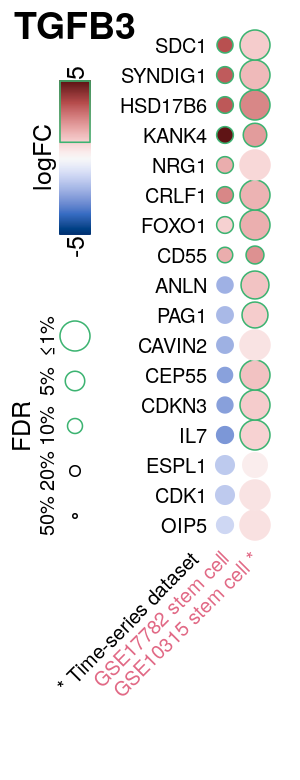 TGFB3
SDC1
SYNDIG1
HSD17B6
KANK4
NRG1
CRLF1
FOXO1
CD55
ANLN
PAG1
CAVIN2
CEP55
CDKN3
IL7
ESPL1
CDK1
OIP5
logFC
5
-5
FDR
50% 20% 10% 5% ≤1%
* Time-series dataset
GSE17782 stem cell
GSE10315 stem cell *